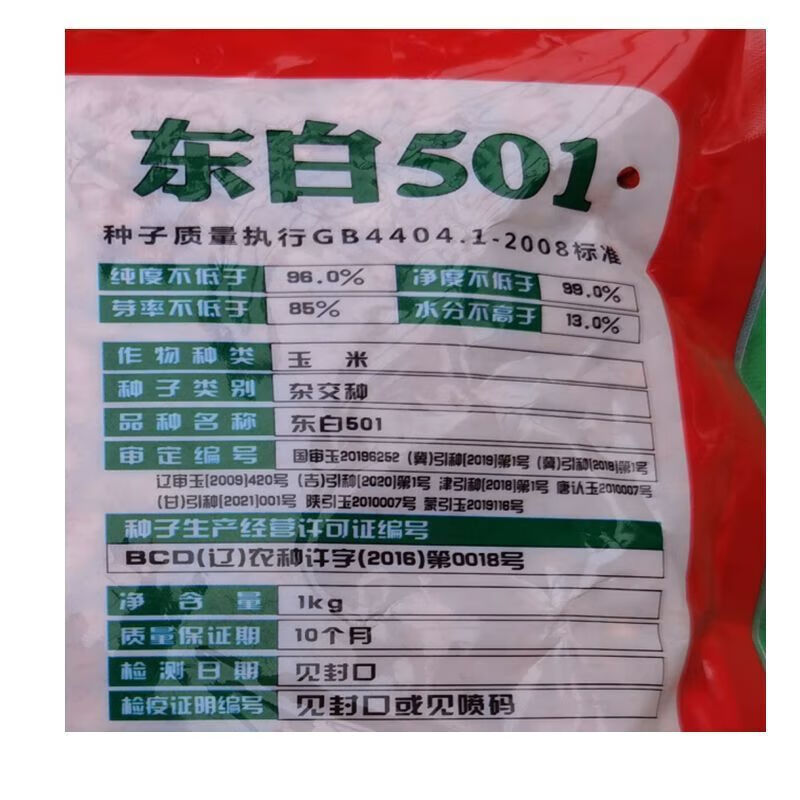 东白501
种子质量执行GB4404.1-2008标准
纯度不低于 96.0% 净度不低于 99.0%
芽率不低于 85% 水分不高于 13.0%
作物种类 玉米
种子类别 杂交种
品种名称 东白501
审定编号 国审玉20196252 (冀)引种[2019]第1号 (冀)引种[2018]第1号
辽审玉[2009]420号 (吉)引种[2020]第1号 津引种[2018]第1号 唐认玉2010007号
(甘)引种[2021]001号 陕引玉2010007号 蒙引玉2019116号
种子生产经营许可证编号
BCD(辽)农种许字(2016)第0018号
净含量 1kg
质量保证期 10个月
检测日期 见封口
检疫证明编号 见封口或见喷码